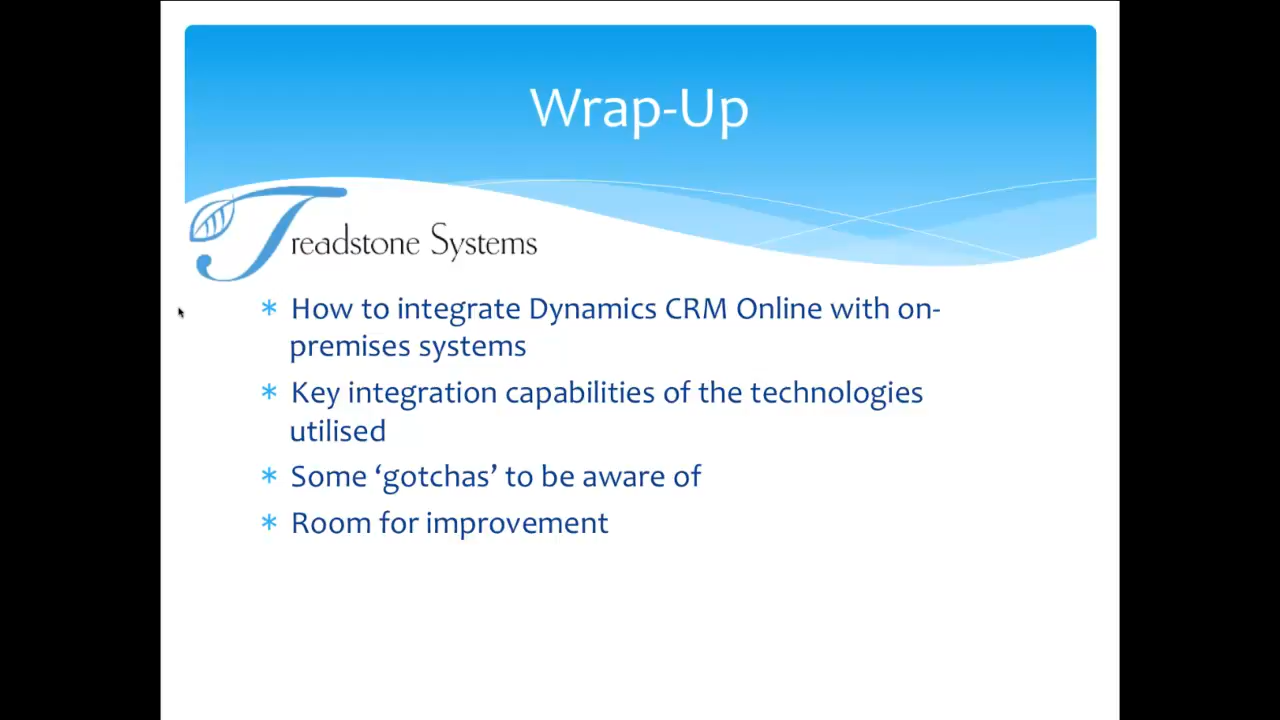 Wrap-Up
Treadstone Systems
* How to integrate Dynamics CRM Online with on-
premises systems
* Key integration capabilities of the technologies
utilised
* Some ‘gotchas’ to be aware of
* Room for improvement